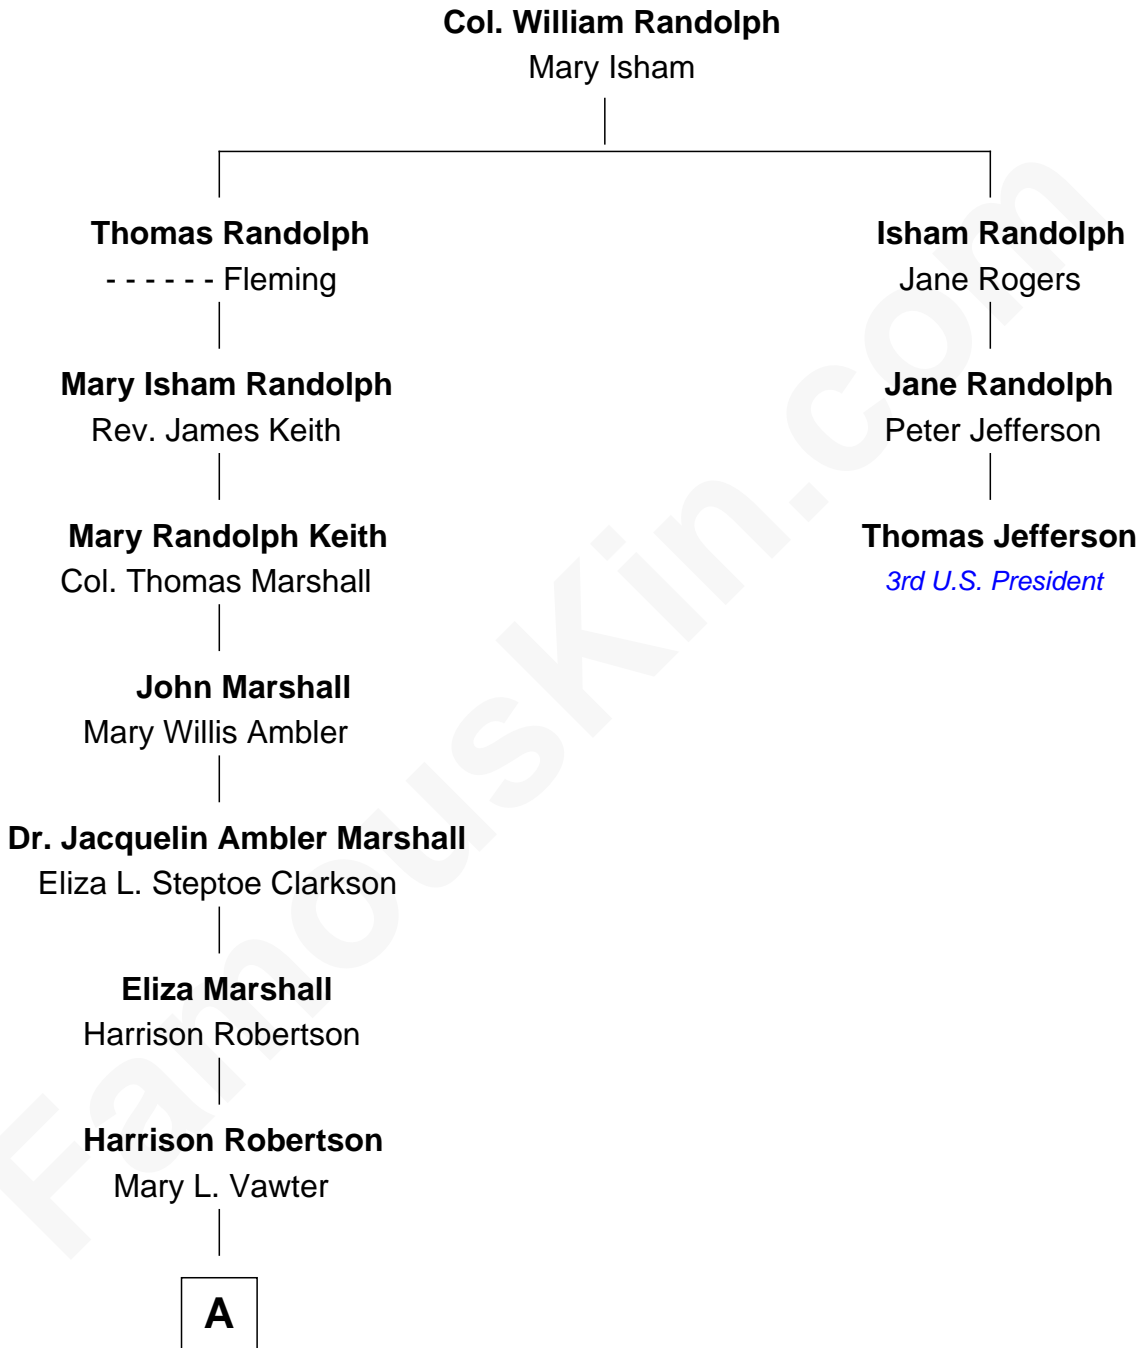 Col. William Randolph
Mary Isham
Thomas Randolph
- - - - - - Fleming
Isham Randolph
Jane Rogers
Mary Isham Randolph
Rev. James Keith
Jane Randolph
Peter Jefferson
Mary Randolph Keith
Col. Thomas Marshall
Thomas Jefferson
3rd U.S. President
John Marshall
Mary Willis Ambler
Dr. Jacquelin Ambler Marshall
Eliza L. Steptoe Clarkson
Eliza Marshall
Harrison Robertson
Harrison Robertson
Mary L. Vawter
A
FamousKin.com